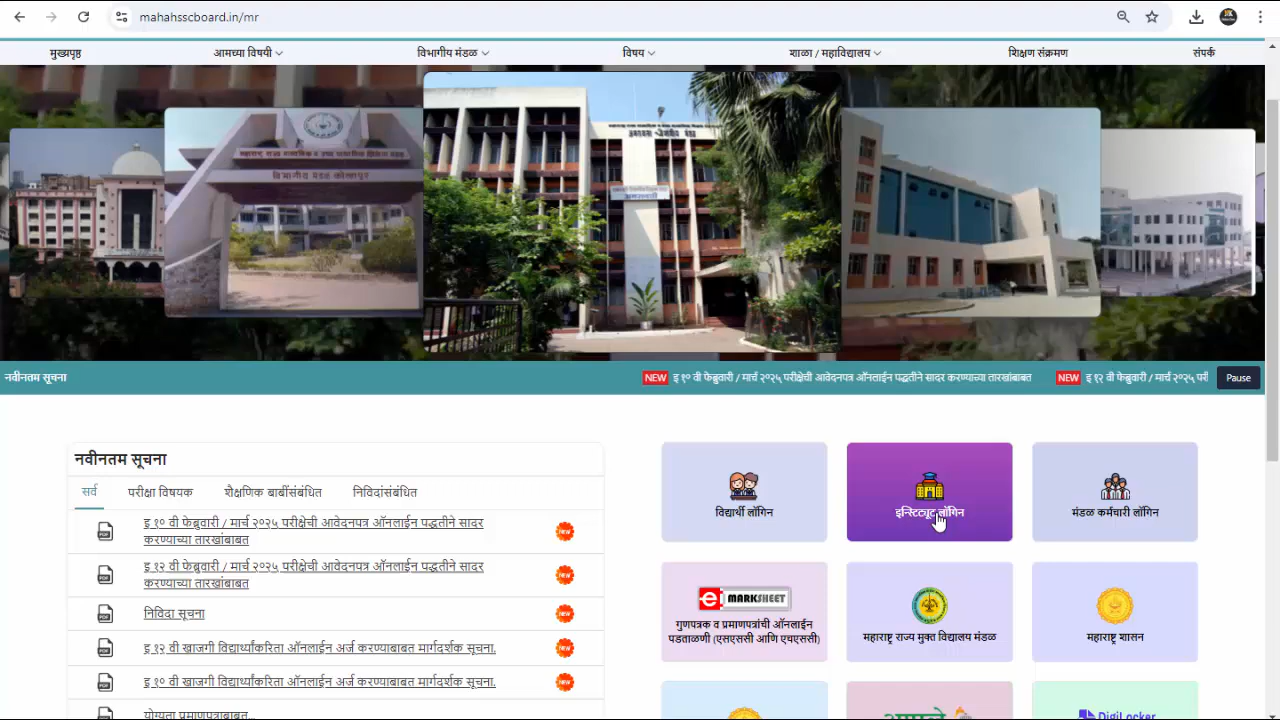 mahahsscboard.in/mr
मुख्यपृष्ठ
आमच्या विषयी
विभागीय मंडळ
विषय
शाळा / महाविद्यालय
शिक्षण संक्रमण
संपर्क
नवीनतम सूचना
NEW इ १० वी फेब्रुवारी / मार्च २०२५ परीक्षेची आवेदनपत्र ऑनलाईन पद्धतीने सादर करण्याच्या तारखांबाबत
NEW इ १२ वी फेब्रुवारी / मार्च २०२५ परी
Pause
नवीनतम सूचना
सर्व
परीक्षा विषयक
शैक्षणिक बाबींसंबंधित
निविदांसंबंधित
इ १० वी फेब्रुवारी / मार्च २०२५ परीक्षेची आवेदनपत्र ऑनलाईन पद्धतीने सादर
करण्याच्या तारखांबाबत
इ १२ वी फेब्रुवारी / मार्च २०२५ परीक्षेची आवेदनपत्र ऑनलाईन पद्धतीने सादर
करण्याच्या तारखांबाबत
निविदा सूचना
इ १२ वी खाजगी विद्यार्थ्यांकरिता ऑनलाईन अर्ज करण्याबाबत मार्गदर्शक सूचना.
इ १० वी खाजगी विद्यार्थ्यांकरिता ऑनलाईन अर्ज करण्याबाबत मार्गदर्शक सूचना.
योग्यता प्रमाणपत्राबाबत...
विद्यार्थी लॉगिन
इन्स्टिट्यूट लॉगिन
मंडळ कर्मचारी लॉगिन
e MARKSHEET
गुणपत्रक व प्रमाणपत्रांची ऑनलाईन
पडताळणी (एसएससी आणि एचएससी)
महाराष्ट्र राज्य मुक्त विद्यालय मंडळ
महाराष्ट्र शासन
DigiLocker